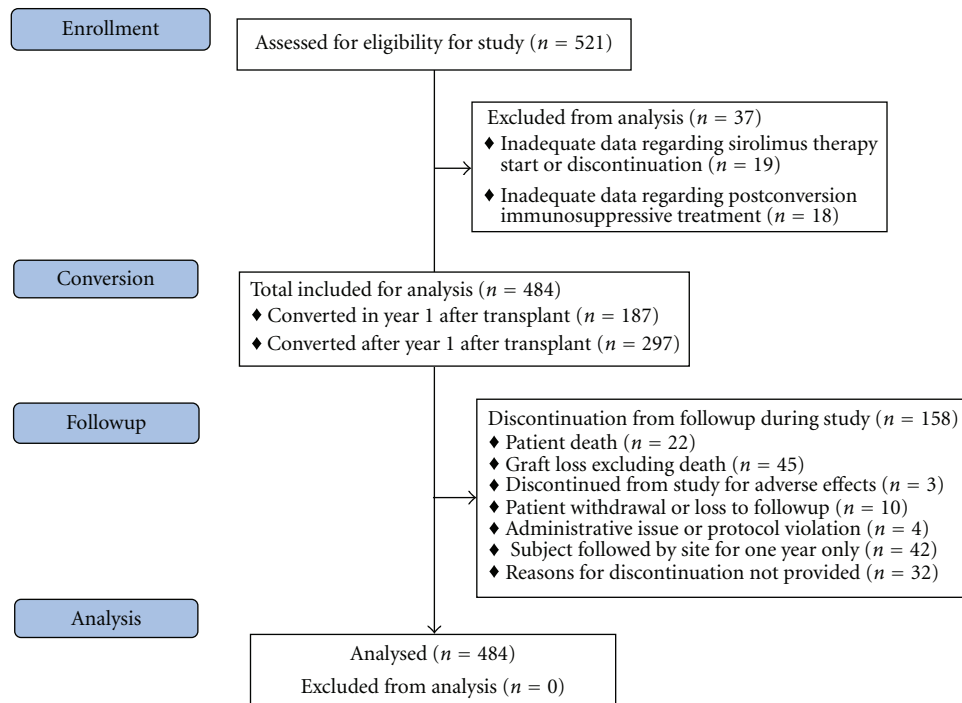 Enrollment
Assessed for eligibility for study (n = 521)
Excluded from analysis (n = 37)
♦ Inadequate data regarding sirolimus therapy
start or discontinuation (n = 19)
♦ Inadequate data regarding postconversion
immunosuppressive treatment (n = 18)
Conversion
Total included for analysis (n = 484)
♦ Converted in year 1 after transplant (n = 187)
♦ Converted after year 1 after transplant (n = 297)
Followup
Discontinuation from followup during study (n = 158)
♦ Patient death (n = 22)
♦ Graft loss excluding death (n = 45)
♦ Discontinued from study for adverse effects (n = 3)
♦ Patient withdrawal or loss to followup (n = 10)
♦ Administrative issue or protocol violation (n = 4)
♦ Subject followed by site for one year only (n = 42)
♦ Reasons for discontinuation not provided (n = 32)
Analysis
Analysed (n = 484)
Excluded from analysis (n = 0)